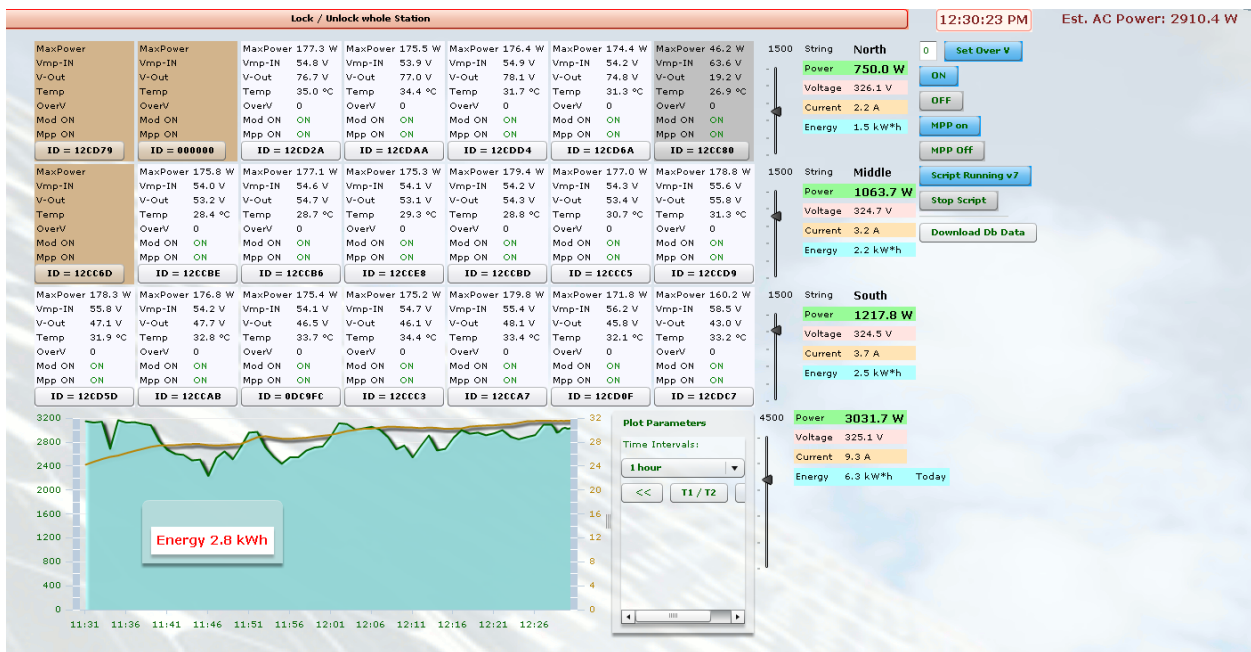 Lock / Unlock whole Station
12:30:23 PM
Est. AC Power: 2910.4 W
MaxPower MaxPower MaxPower 177.3 W MaxPower 175.5 W MaxPower 176.4 W MaxPower 174.4 W MaxPower 46.2 W 1500 String North 0 Set Over V
Vmp-IN Vmp-IN Vmp-IN 54.8 V Vmp-IN 53.9 V Vmp-IN 54.9 V Vmp-IN 54.2 V Vmp-IN 63.6 V Power 750.0 W
V-Out V-Out V-Out 76.7 V V-Out 77.0 V V-Out 78.1 V V-Out 74.8 V V-Out 19.2 V ON
Temp Temp Temp 35.0 ºC Temp 34.4 ºC Temp 31.7 ºC Temp 31.3 ºC Temp 26.9 ºC Voltage 326.1 V
OverV OverV OverV 0 OverV 0 OverV 0 OverV 0 OverV 0 Current 2.2 A OFF
Mod ON Mod ON Mod ON ON Mod ON ON Mod ON ON Mod ON ON Mod ON ON Energy 1.5 kW*h MPP on
Mpp ON Mpp ON Mpp ON ON Mpp ON ON Mpp ON ON Mpp ON ON Mpp ON ON
ID = 12CD79 ID = 000000 ID = 12CD2A ID = 12CDAA ID = 12CDD4 ID = 12CD6A ID = 12CC80 MPP Off
MaxPower MaxPower 175.8 W MaxPower 177.1 W MaxPower 175.3 W MaxPower 179.4 W MaxPower 177.0 W MaxPower 178.8 W 1500 String Middle Script Running v7
Vmp-IN Vmp-IN 54.0 V Vmp-IN 54.6 V Vmp-IN 54.1 V Vmp-IN 54.2 V Vmp-IN 54.3 V Vmp-IN 55.6 V Power 1063.7 W
V-Out V-Out 53.2 V V-Out 54.7 V V-Out 53.1 V V-Out 54.3 V V-Out 53.4 V V-Out 55.8 V Stop Script
Temp Temp 28.4 ºC Temp 28.7 ºC Temp 29.3 ºC Temp 28.8 ºC Temp 30.7 ºC Temp 31.3 ºC Voltage 324.7 V
OverV OverV 0 OverV 0 OverV 0 OverV 0 OverV 0 OverV 0 Current 3.2 A Download Db Data
Mod ON Mod ON ON Mod ON ON Mod ON ON Mod ON ON Mod ON ON Mod ON ON Energy 2.2 kW*h
Mpp ON Mpp ON ON Mpp ON ON Mpp ON ON Mpp ON ON Mpp ON ON Mpp ON ON
ID = 12CC6D ID = 12CCBE ID = 12CCB6 ID = 12CCE8 ID = 12CCBD ID = 12CCC5 ID = 12CCD9
MaxPower 178.3 W MaxPower 176.8 W MaxPower 175.4 W MaxPower 175.2 W MaxPower 179.8 W MaxPower 171.8 W MaxPower 160.2 W 1500 String South
Vmp-IN 55.8 V Vmp-IN 54.2 V Vmp-IN 54.1 V Vmp-IN 54.7 V Vmp-IN 55.4 V Vmp-IN 56.2 V Vmp-IN 58.5 V Power 1217.8 W
V-Out 47.1 V V-Out 47.7 V V-Out 46.5 V V-Out 46.1 V V-Out 48.1 V V-Out 45.8 V V-Out 43.0 V
Temp 31.9 ºC Temp 32.8 ºC Temp 33.7 ºC Temp 34.4 ºC Temp 33.4 ºC Temp 32.1 ºC Temp 33.2 ºC Voltage 324.5 V
OverV 0 OverV 0 OverV 0 OverV 0 OverV 0 OverV 0 OverV 0 Current 3.7 A
Mod ON ON Mod ON ON Mod ON ON Mod ON ON Mod ON ON Mod ON ON Mod ON ON Energy 2.5 kW*h
Mpp ON ON Mpp ON ON Mpp ON ON Mpp ON ON Mpp ON ON Mpp ON ON Mpp ON ON
ID = 12CD5D ID = 12CCAB ID = 0DC9FC ID = 12CCC3 ID = 12CCA7 ID = 12CD0F ID = 12CDC7
4500 Power 3031.7 W
Voltage 325.1 V
Current 9.3 A
Energy 6.3 kW*h Today
3200 32
2800 28
2400 24
2000 20
1600 16
1200 12
800 8
400 4
0 0
Energy 2.8 kWh
11:31 11:36 11:41 11:46 11:51 11:56 12:01 12:06 12:11 12:16 12:21 12:26
Plot Parameters
Time Intervals:
1 hour
<< T1 / T2